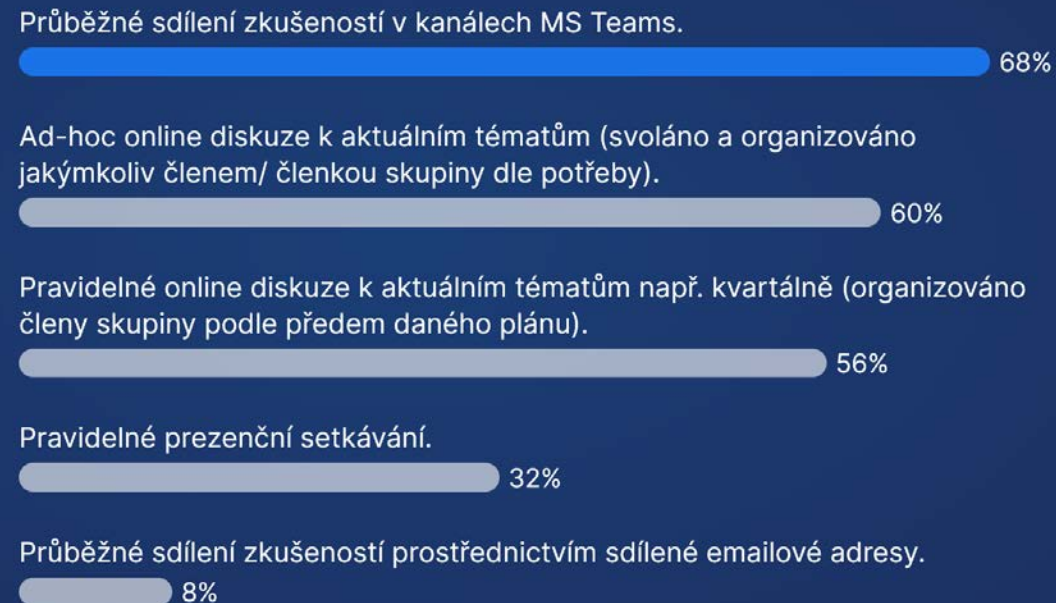 Průběžné sdílení zkušeností v kanálech MS Teams.
68%
Ad-hoc online diskuze k aktuálním tématům (svoláno a organizováno
jakýmkoliv členem/ členkou skupiny dle potřeby).
60%
Pravidelné online diskuze k aktuálním tématům např. kvartálně (organizováno
členy skupiny podle předem daného plánu).
56%
Pravidelné prezenční setkávání.
32%
Průběžné sdílení zkušeností prostřednictvím sdílené emailové adresy.
8%